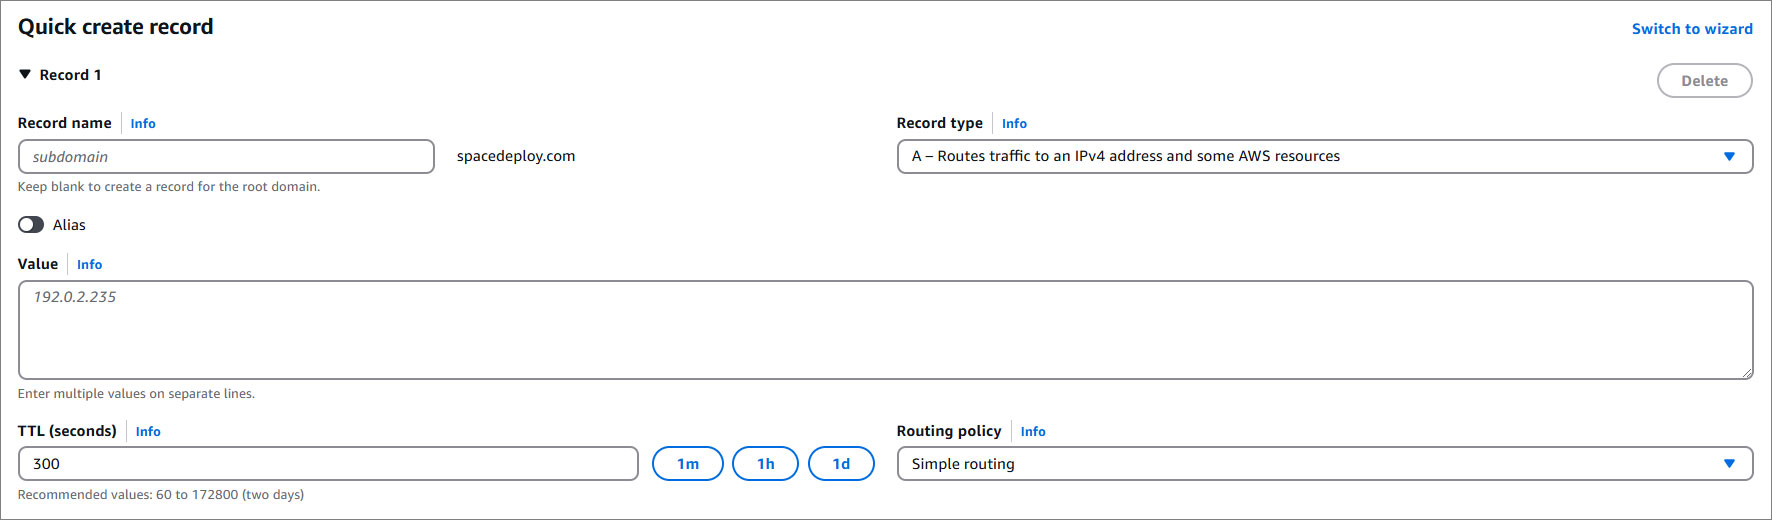 Quick create record
Switch to wizard
Record 1
Delete
Record name Info
Record type Info
subdomain
spacedeploy.com
A – Routes traffic to an IPv4 address and some AWS resources
Keep blank to create a record for the root domain.
Alias
Value Info
192.0.2.235
Enter multiple values on separate lines.
TTL (seconds) Info
Routing policy Info
300
1m
1h
1d
Simple routing
Recommended values: 60 to 172800 (two days)